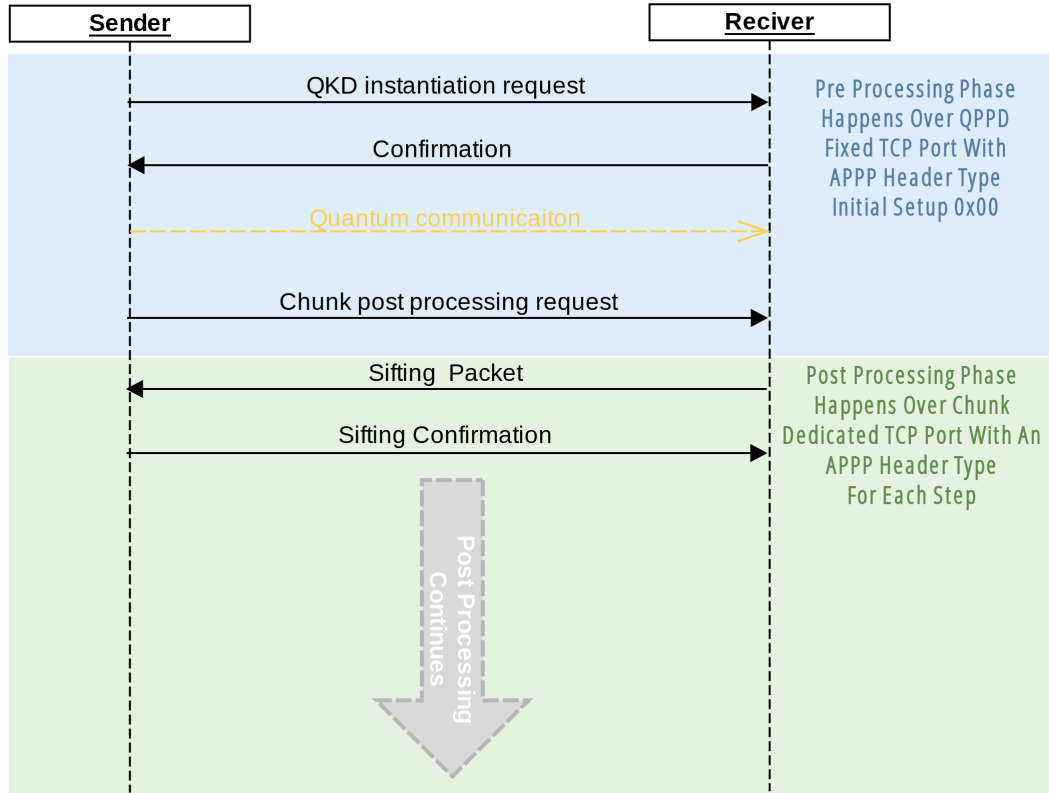 Sender
Reciver
QKD instantiation request
Pre Processing Phase
Happens Over QPPD
Fixed TCP Port With
APPP Header Type
Initial Setup 0x00
Confirmation
Quantum communicaiton
Chunk post processing request
Sifting  Packet
Post Processing Phase
Happens Over Chunk
Dedicated TCP Port With An
APPP Header Type
For Each Step
Sifting Confirmation
Post Processing
Continues